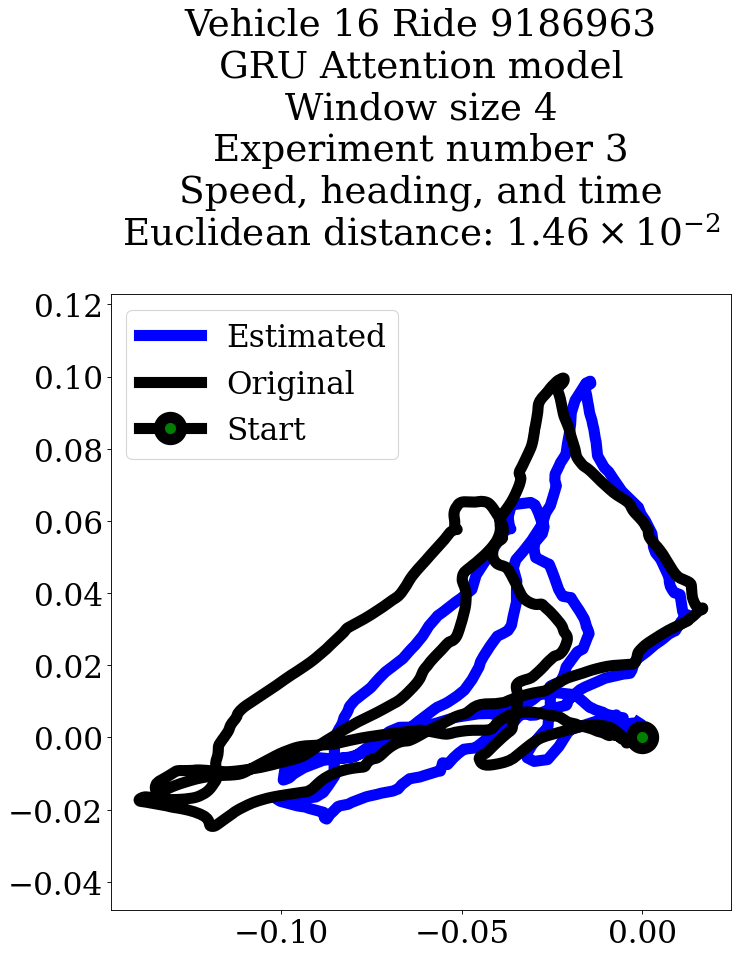 Vehicle 16 Ride 9186963
GRU Attention model
Window size 4
Experiment number 3
Speed, heading, and time
Euclidean distance: 1.46 × 10⁻²
0.12
0.10
0.08
0.06
0.04
0.02
0.00
−0.02
−0.04
Estimated
Original
Start
−0.10
−0.05
0.00